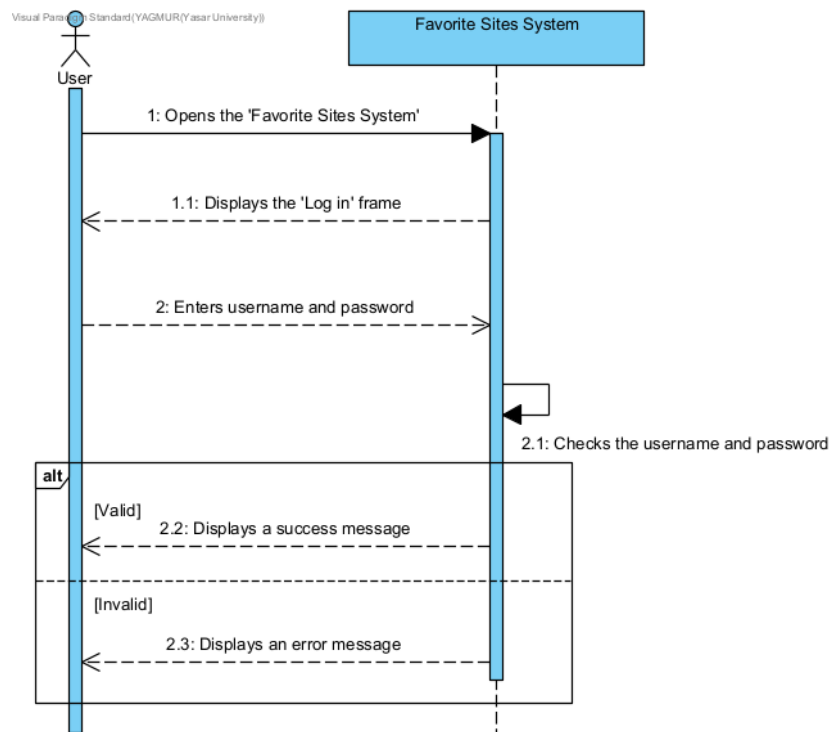 Visual Paradigm Standard(YAGMUR(Yasar University))
User
Favorite Sites System
1: Opens the 'Favorite Sites System'
1.1: Displays the 'Log in' frame
2: Enters username and password
2.1: Checks the username and password
alt
[Valid]
2.2: Displays a success message
[Invalid]
2.3: Displays an error message